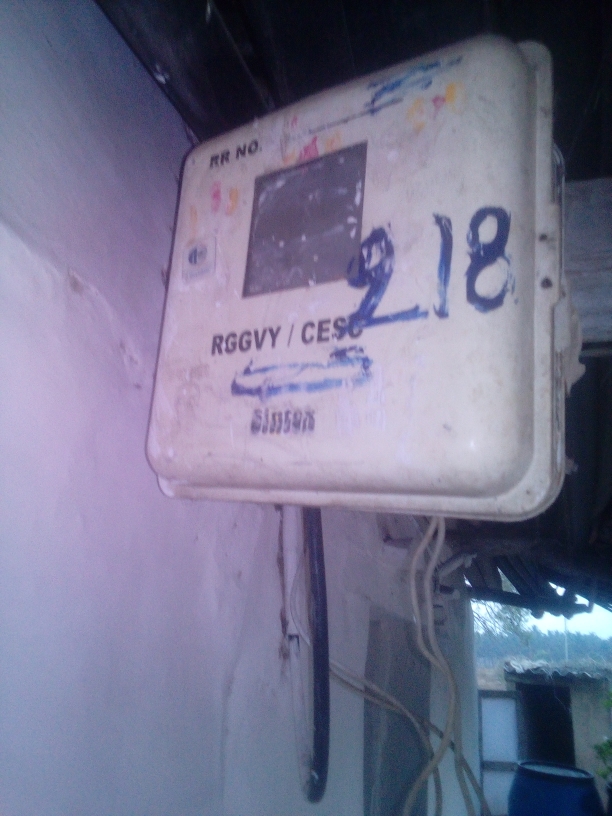 RR NO.
218
RGGVY / CESC
Sintex